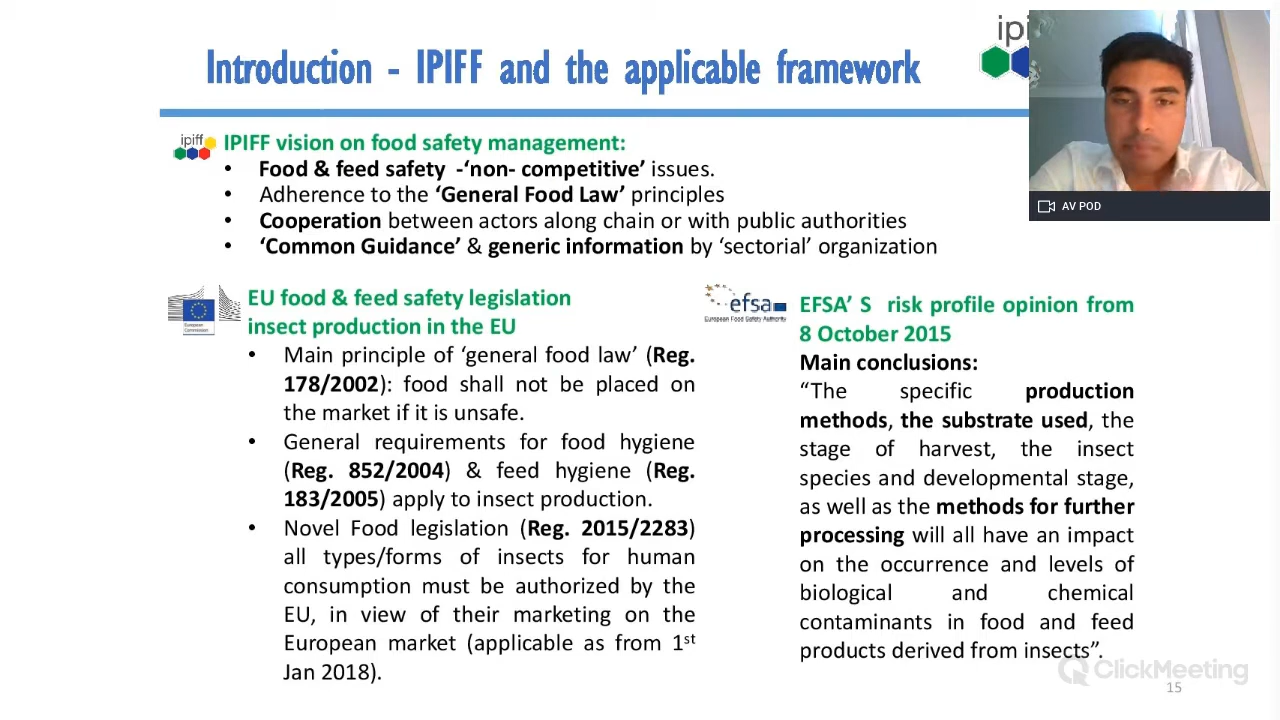 Introduction - IPIFF and the applicable framework
ipi
AV POD
ipiff
IPIFF vision on food safety management:
• Food & feed safety -‘non- competitive’ issues.
• Adherence to the ‘General Food Law’ principles
• Cooperation between actors along chain or with public authorities
• ‘Common Guidance’ & generic information by ‘sectorial’ organization
European
Commission
EU food & feed safety legislation
insect production in the EU
• Main principle of ‘general food law’ (Reg.
178/2002): food shall not be placed on
the market if it is unsafe.
• General requirements for food hygiene
(Reg. 852/2004) & feed hygiene (Reg.
183/2005) apply to insect production.
• Novel Food legislation (Reg. 2015/2283)
all types/forms of insects for human
consumption must be authorized by the
EU, in view of their marketing on the
European market (applicable as from 1st
Jan 2018).
efsa
European Food Safety Authority
EFSA’ S risk profile opinion from
8 October 2015
Main conclusions:
“The specific production
methods, the substrate used, the
stage of harvest, the insect
species and developmental stage,
as well as the methods for further
processing will all have an impact
on the occurrence and levels of
biological and chemical
contaminants in food and feed
products derived from insects”.
ClickMeeting
15